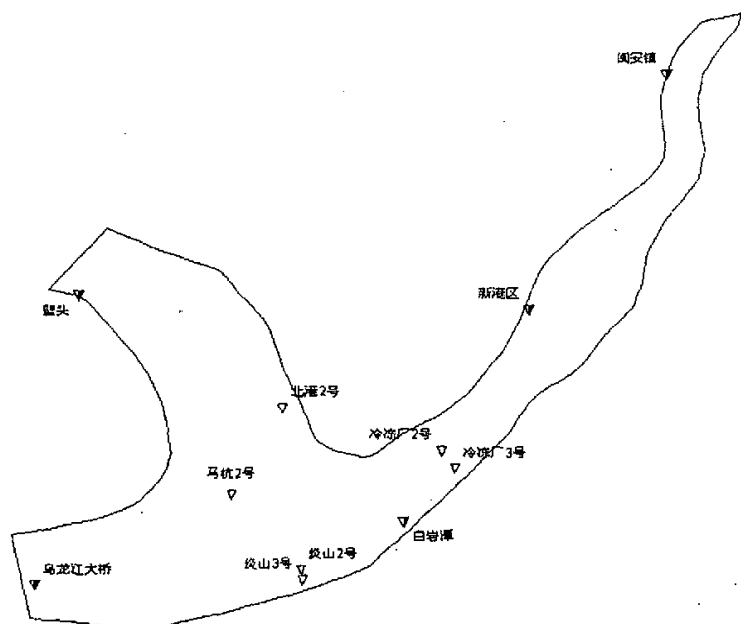 闽安镇
新港区
壁头
北港2号
冷冻厂2号
冷冻厂3号
马杭2号
白岩潭
炎山2号
炎山3号
乌龙江大桥